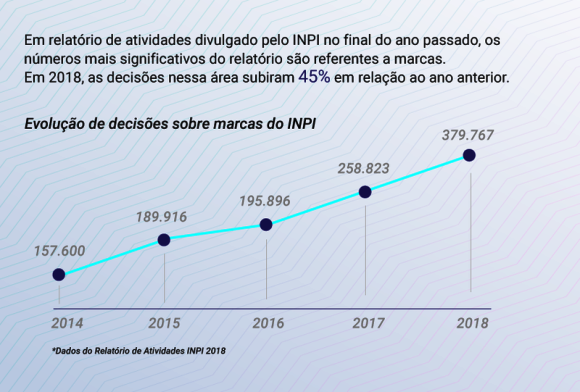 Em relatório de atividades divulgado pelo INPI no final do ano passado, os
números mais significativos do relatório são referentes a marcas.
Em 2018, as decisões nessa área subiram 45% em relação ao ano anterior.
Evolução de decisões sobre marcas do INPI
379.767
258.823
195.896
189.916
157.600
2014 2015 2016 2017 2018
*Dados do Relatório de Atividades INPI 2018